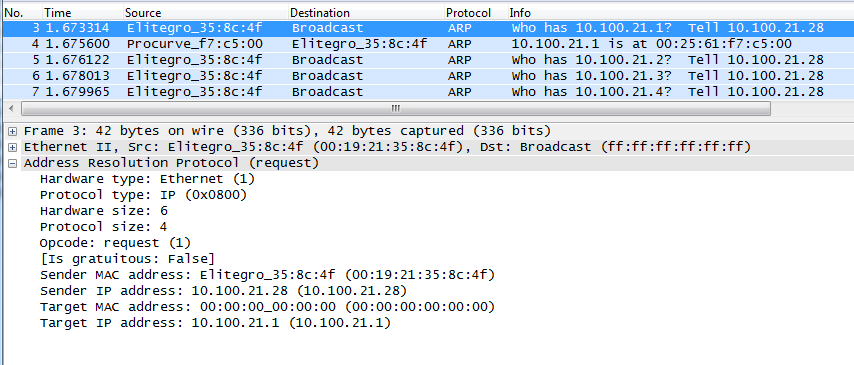 No. Time Source Destination Protocol Info
3 1.673314 Elitegro_35:8c:4f Broadcast ARP Who has 10.100.21.1? Tell 10.100.21.28
4 1.675600 Procurve_f7:c5:00 Elitegro_35:8c:4f ARP 10.100.21.1 is at 00:25:61:f7:c5:00
5 1.676122 Elitegro_35:8c:4f Broadcast ARP Who has 10.100.21.2? Tell 10.100.21.28
6 1.678013 Elitegro_35:8c:4f Broadcast ARP Who has 10.100.21.3? Tell 10.100.21.28
7 1.679965 Elitegro_35:8c:4f Broadcast ARP Who has 10.100.21.4? Tell 10.100.21.28
Frame 3: 42 bytes on wire (336 bits), 42 bytes captured (336 bits)
Ethernet II, Src: Elitegro_35:8c:4f (00:19:21:35:8c:4f), Dst: Broadcast (ff:ff:ff:ff:ff:ff)
Address Resolution Protocol (request)
Hardware type: Ethernet (1)
Protocol type: IP (0x0800)
Hardware size: 6
Protocol size: 4
Opcode: request (1)
[Is gratuitous: False]
Sender MAC address: Elitegro_35:8c:4f (00:19:21:35:8c:4f)
Sender IP address: 10.100.21.28 (10.100.21.28)
Target MAC address: 00:00:00_00:00:00 (00:00:00:00:00:00)
Target IP address: 10.100.21.1 (10.100.21.1)